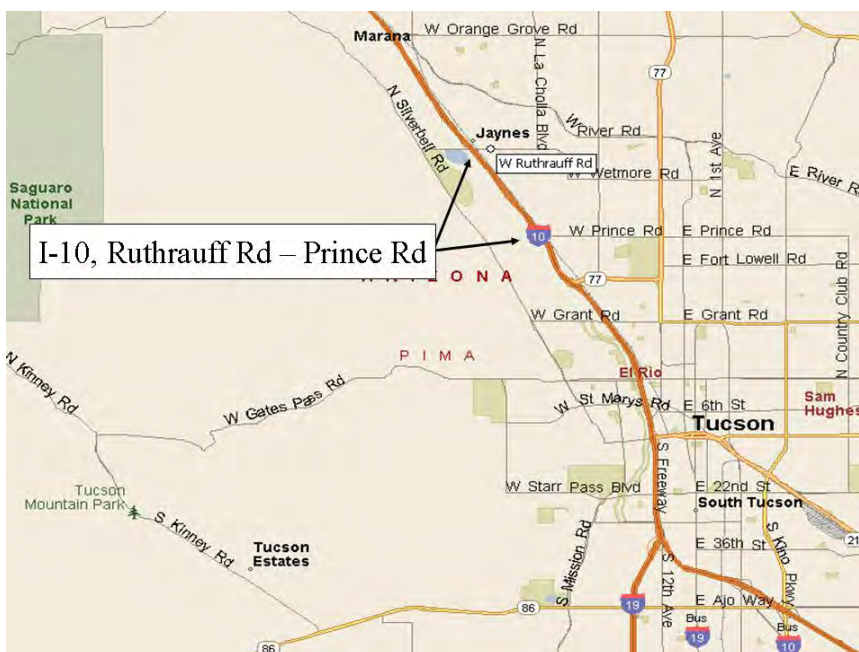 Marana
W Orange Grove Rd
N La Cholla Blvd
77
N Silverbell Rd
Jaynes
W River Rd
N 1st Ave
W Ruthrauff Rd
W Wetmore Rd
E River Rd
Saguaro
National
Park
I-10, Ruthrauff Rd – Prince Rd
10
W Prince Rd
E Prince Rd
E Fort Lowell Rd
ARIZONA
77
N Country Club Rd
W Grant Rd
E Grant Rd
PIMA
N Kinney Rd
El Rio
W Gates Pass Rd
W St Marys Rd
E 6th St
Sam
Hughes
Tucson
S Freeway
Tucson
Mountain Park
W Starr Pass Blvd
E 22nd St
South Tucson
S Kinney Rd
Tucson
Estates
S Mission Rd
E 36th St
S Kino Pkwy
21
S 12th Ave
86
19
E Ajo Way
Bus
19
Bus
10
86